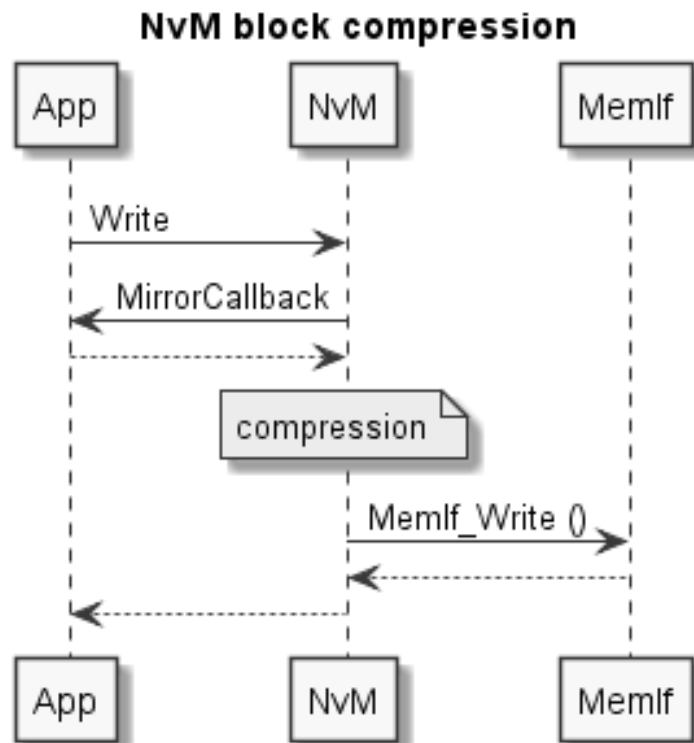 NvM block compression
App NvM MemIf
Write
MirrorCallback
compression
MemIf_Write ()
App NvM MemIf